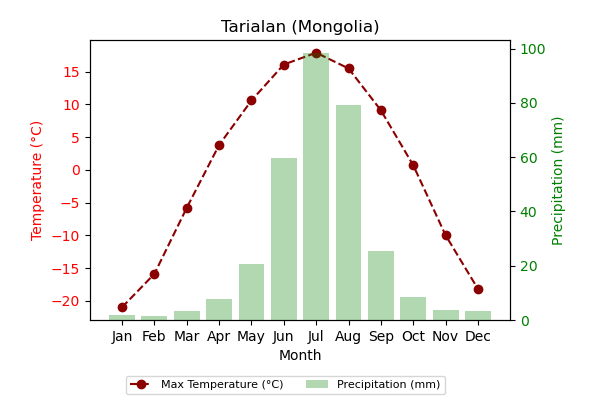 Tarialan (Mongolia)
Temperature (°C)
15
10
5
0
−5
−10
−15
−20
100
80
60
40
20
0
Precipitation (mm)
Jan Feb Mar Apr May Jun Jul Aug Sep Oct Nov Dec
Month
Max Temperature (°C) Precipitation (mm)